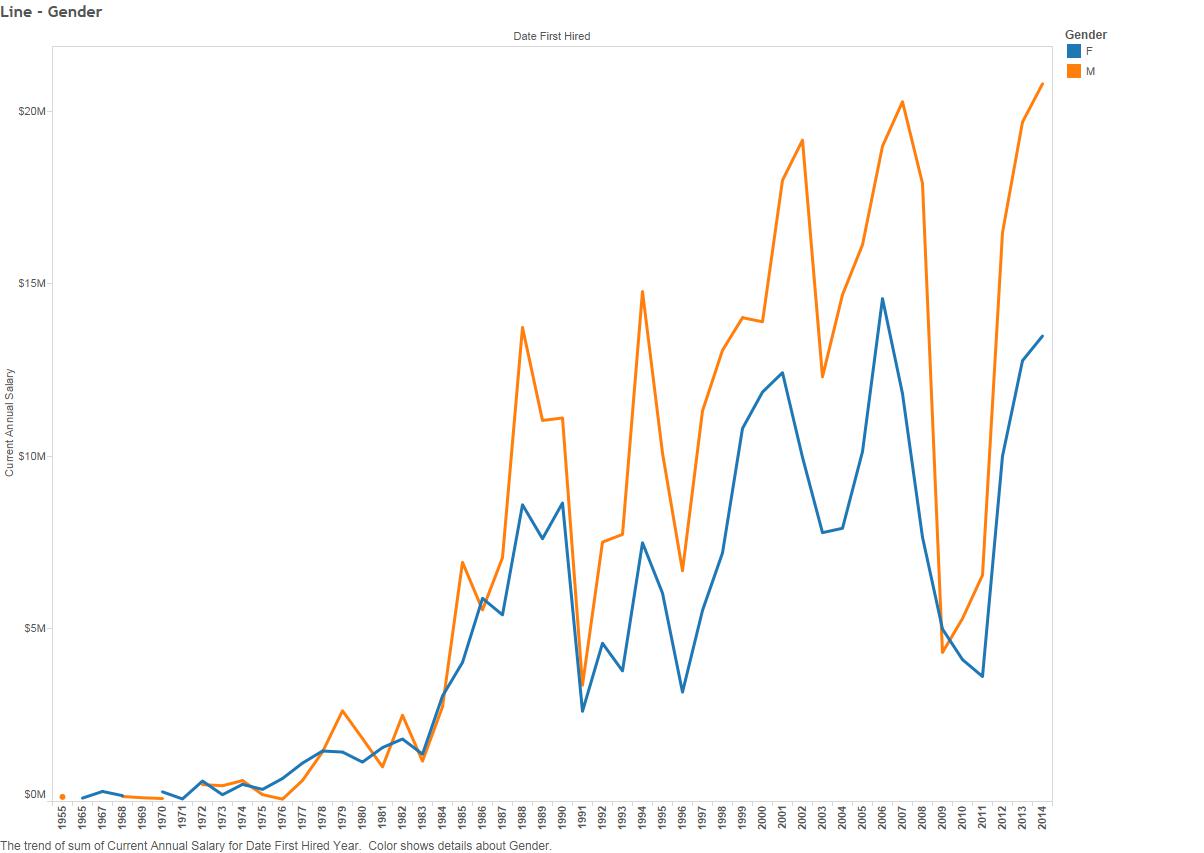 Line - Gender
Date First Hired
Gender
F
M
$20M
$15M
$10M
$5M
$0M
Current Annual Salary
1955 1965 1967 1968 1969 1970 1971 1972 1973 1974 1975 1976 1977 1978 1979 1980 1981 1982 1983 1984 1985 1986 1987 1988 1989 1990 1991 1992 1993 1994 1995 1996 1997 1998 1999 2000 2001 2002 2003 2004 2005 2006 2007 2008 2009 2010 2011 2012 2013 2014
The trend of sum of Current Annual Salary for Date First Hired Year.  Color shows details about Gender.